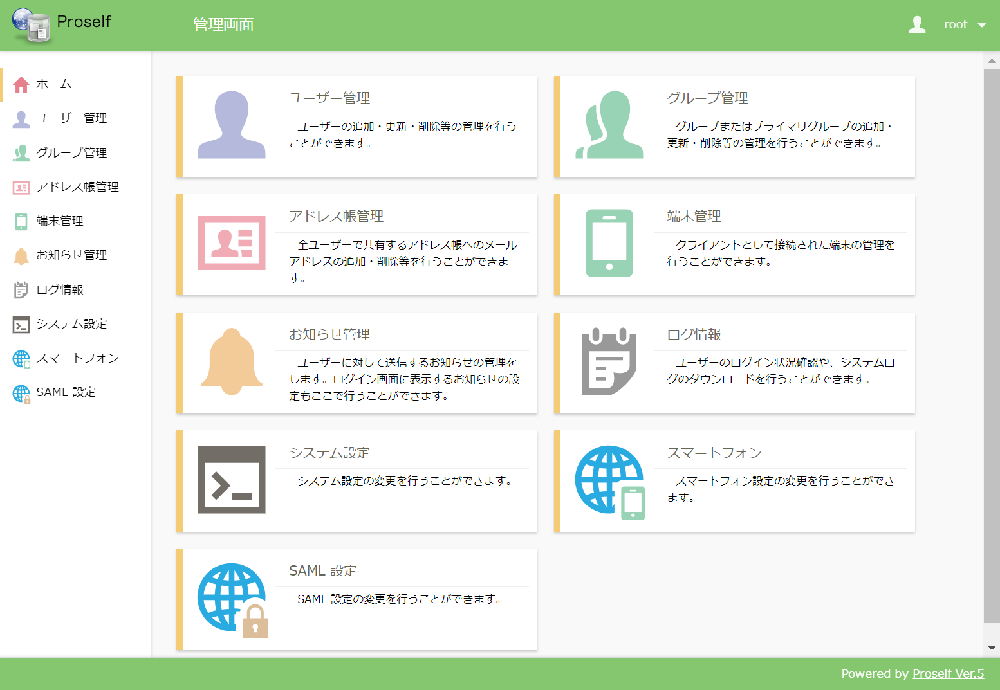 Proself
管理画面
root
ホーム
ユーザー管理
グループ管理
アドレス帳管理
端末管理
お知らせ管理
ログ情報
システム設定
スマートフォン
SAML 設定
ユーザー管理
ユーザーの追加・更新・削除等の管理を行う
ことができます。
グループ管理
グループまたはプライマリグループの追加・
更新・削除等の管理を行うことができます。
アドレス帳管理
全ユーザーで共有するアドレス帳へのメール
アドレスの追加・削除等を行うことができま
す。
端末管理
クライアントとして接続された端末の管理を
行うことができます。
お知らせ管理
ユーザーに対して送信するお知らせの管理を
します。ログイン画面に表示するお知らせの設
定もここで行うことができます。
ログ情報
ユーザーのログイン状況確認や、システムロ
グのダウンロードを行うことができます。
システム設定
システム設定の変更を行うことができます。
スマートフォン
スマートフォン設定の変更を行うことができ
ます。
SAML 設定
SAML 設定の変更を行うことができます。
Powered by Proself Ver.5